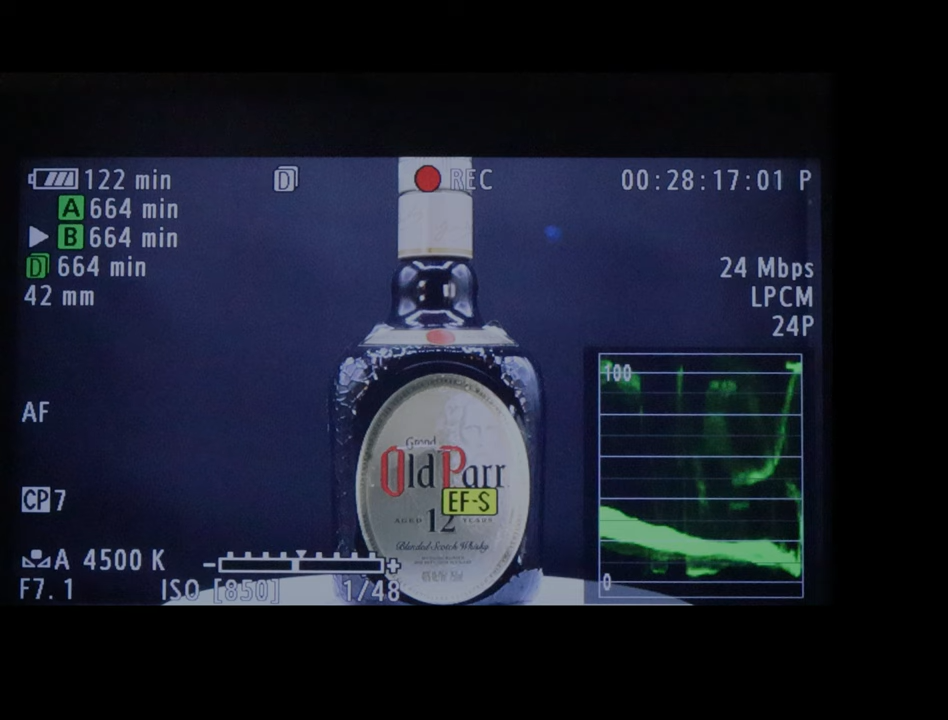 122 min
D
REC
00:28:17:01 P
A 664 min
B 664 min
D 664 min
42 mm
24 Mbps
LPCM
24P
100
AF
Grand
Old Parr
EF-S
CP 7
AGED 12 YEARS
Blended Scotch Whisky
A 4500 K
- +
0
F7.1
ISO [850]
1/48